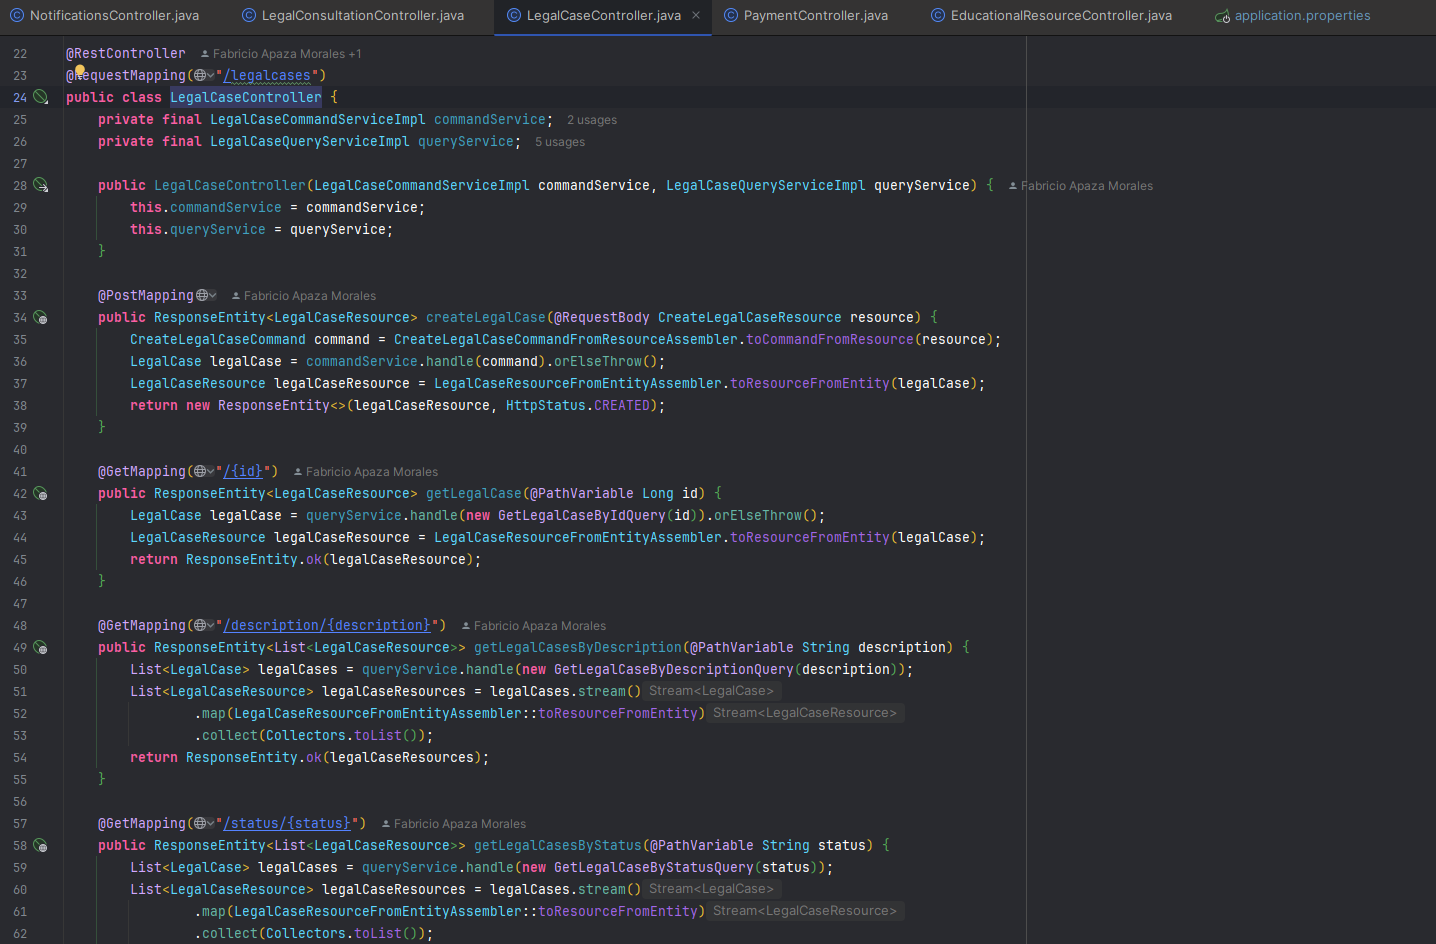 NotificationsController.java LegalConsultationController.java LegalCaseController.java × PaymentController.java EducationalResourceController.java application.properties
22 @RestController Fabricio Apaza Morales +1
23 @RequestMapping("/legalcases")
24 public class LegalCaseController {
25 private final LegalCaseCommandServiceImpl commandService; 2 usages
26 private final LegalCaseQueryServiceImpl queryService; 5 usages
27
28 public LegalCaseController(LegalCaseCommandServiceImpl commandService, LegalCaseQueryServiceImpl queryService) { Fabricio Apaza Morales
29 this.commandService = commandService;
30 this.queryService = queryService;
31 }
32
33 @PostMapping Fabricio Apaza Morales
34 public ResponseEntity<LegalCaseResource> createLegalCase(@RequestBody CreateLegalCaseResource resource) {
35 CreateLegalCaseCommand command = CreateLegalCaseCommandFromResourceAssembler.toCommandFromResource(resource);
36 LegalCase legalCase = commandService.handle(command).orElseThrow();
37 LegalCaseResource legalCaseResource = LegalCaseResourceFromEntityAssembler.toResourceFromEntity(legalCase);
38 return new ResponseEntity<>(legalCaseResource, HttpStatus.CREATED);
39 }
40
41 @GetMapping("/{id}") Fabricio Apaza Morales
42 public ResponseEntity<LegalCaseResource> getLegalCase(@PathVariable Long id) {
43 LegalCase legalCase = queryService.handle(new GetLegalCaseByIdQuery(id)).orElseThrow();
44 LegalCaseResource legalCaseResource = LegalCaseResourceFromEntityAssembler.toResourceFromEntity(legalCase);
45 return ResponseEntity.ok(legalCaseResource);
46 }
47
48 @GetMapping("/description/{description}") Fabricio Apaza Morales
49 public ResponseEntity<List<LegalCaseResource>> getLegalCasesByDescription(@PathVariable String description) {
50 List<LegalCase> legalCases = queryService.handle(new GetLegalCaseByDescriptionQuery(description));
51 List<LegalCaseResource> legalCaseResources = legalCases.stream() Stream<LegalCase>
52 .map(LegalCaseResourceFromEntityAssembler::toResourceFromEntity) Stream<LegalCaseResource>
53 .collect(Collectors.toList());
54 return ResponseEntity.ok(legalCaseResources);
55 }
56
57 @GetMapping("/status/{status}") Fabricio Apaza Morales
58 public ResponseEntity<List<LegalCaseResource>> getLegalCasesByStatus(@PathVariable String status) {
59 List<LegalCase> legalCases = queryService.handle(new GetLegalCaseByStatusQuery(status));
60 List<LegalCaseResource> legalCaseResources = legalCases.stream() Stream<LegalCase>
61 .map(LegalCaseResourceFromEntityAssembler::toResourceFromEntity) Stream<LegalCaseResource>
62 .collect(Collectors.toList());